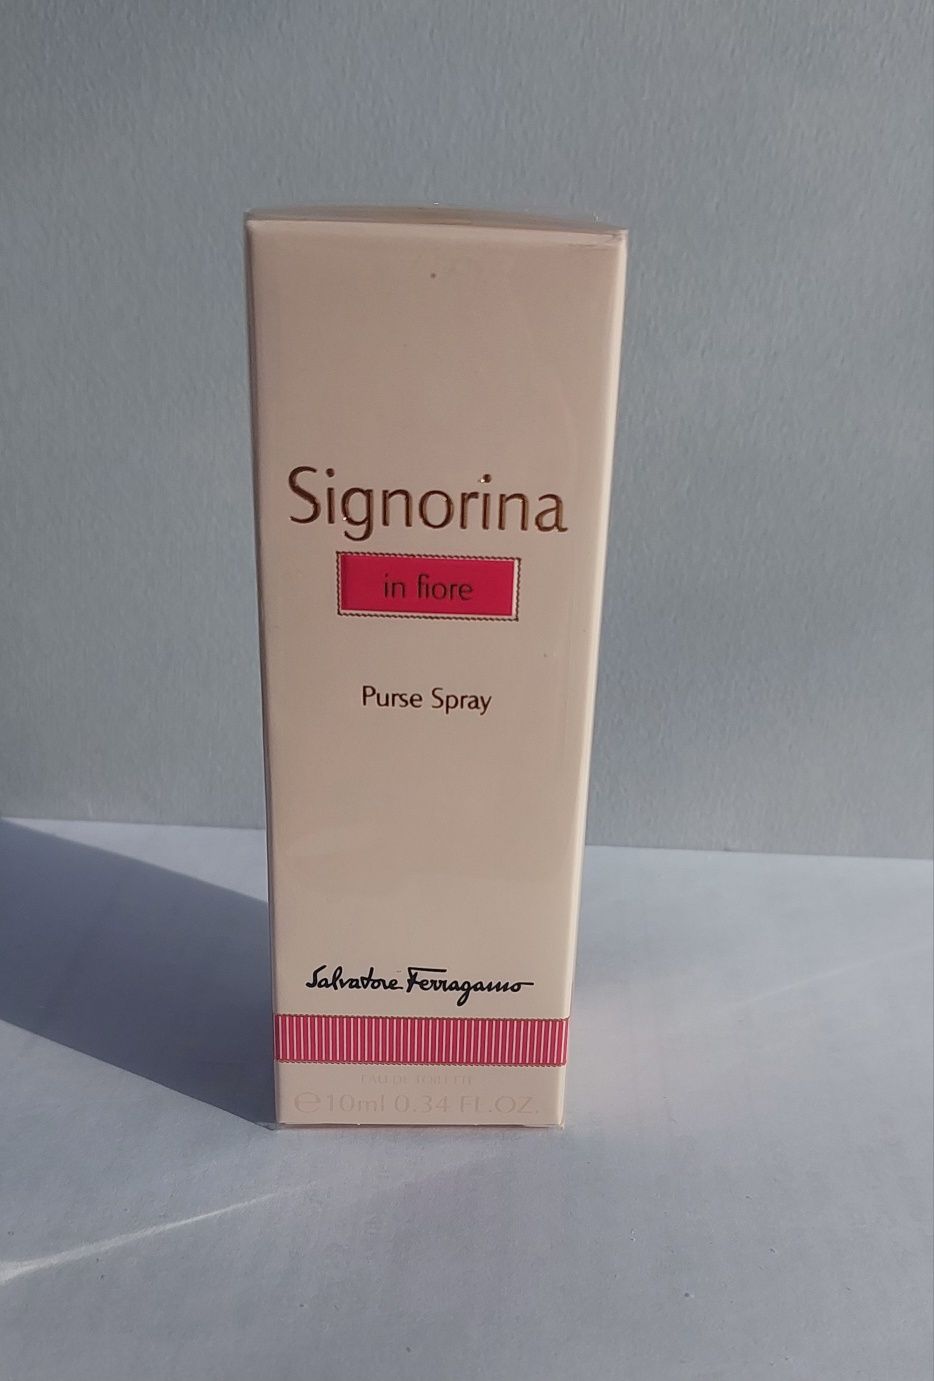 Signorina
in fiore
Purse Spray
Salvatore Ferragamo
EAU DE TOILETTE
℮10ml 0.34 FL.OZ.